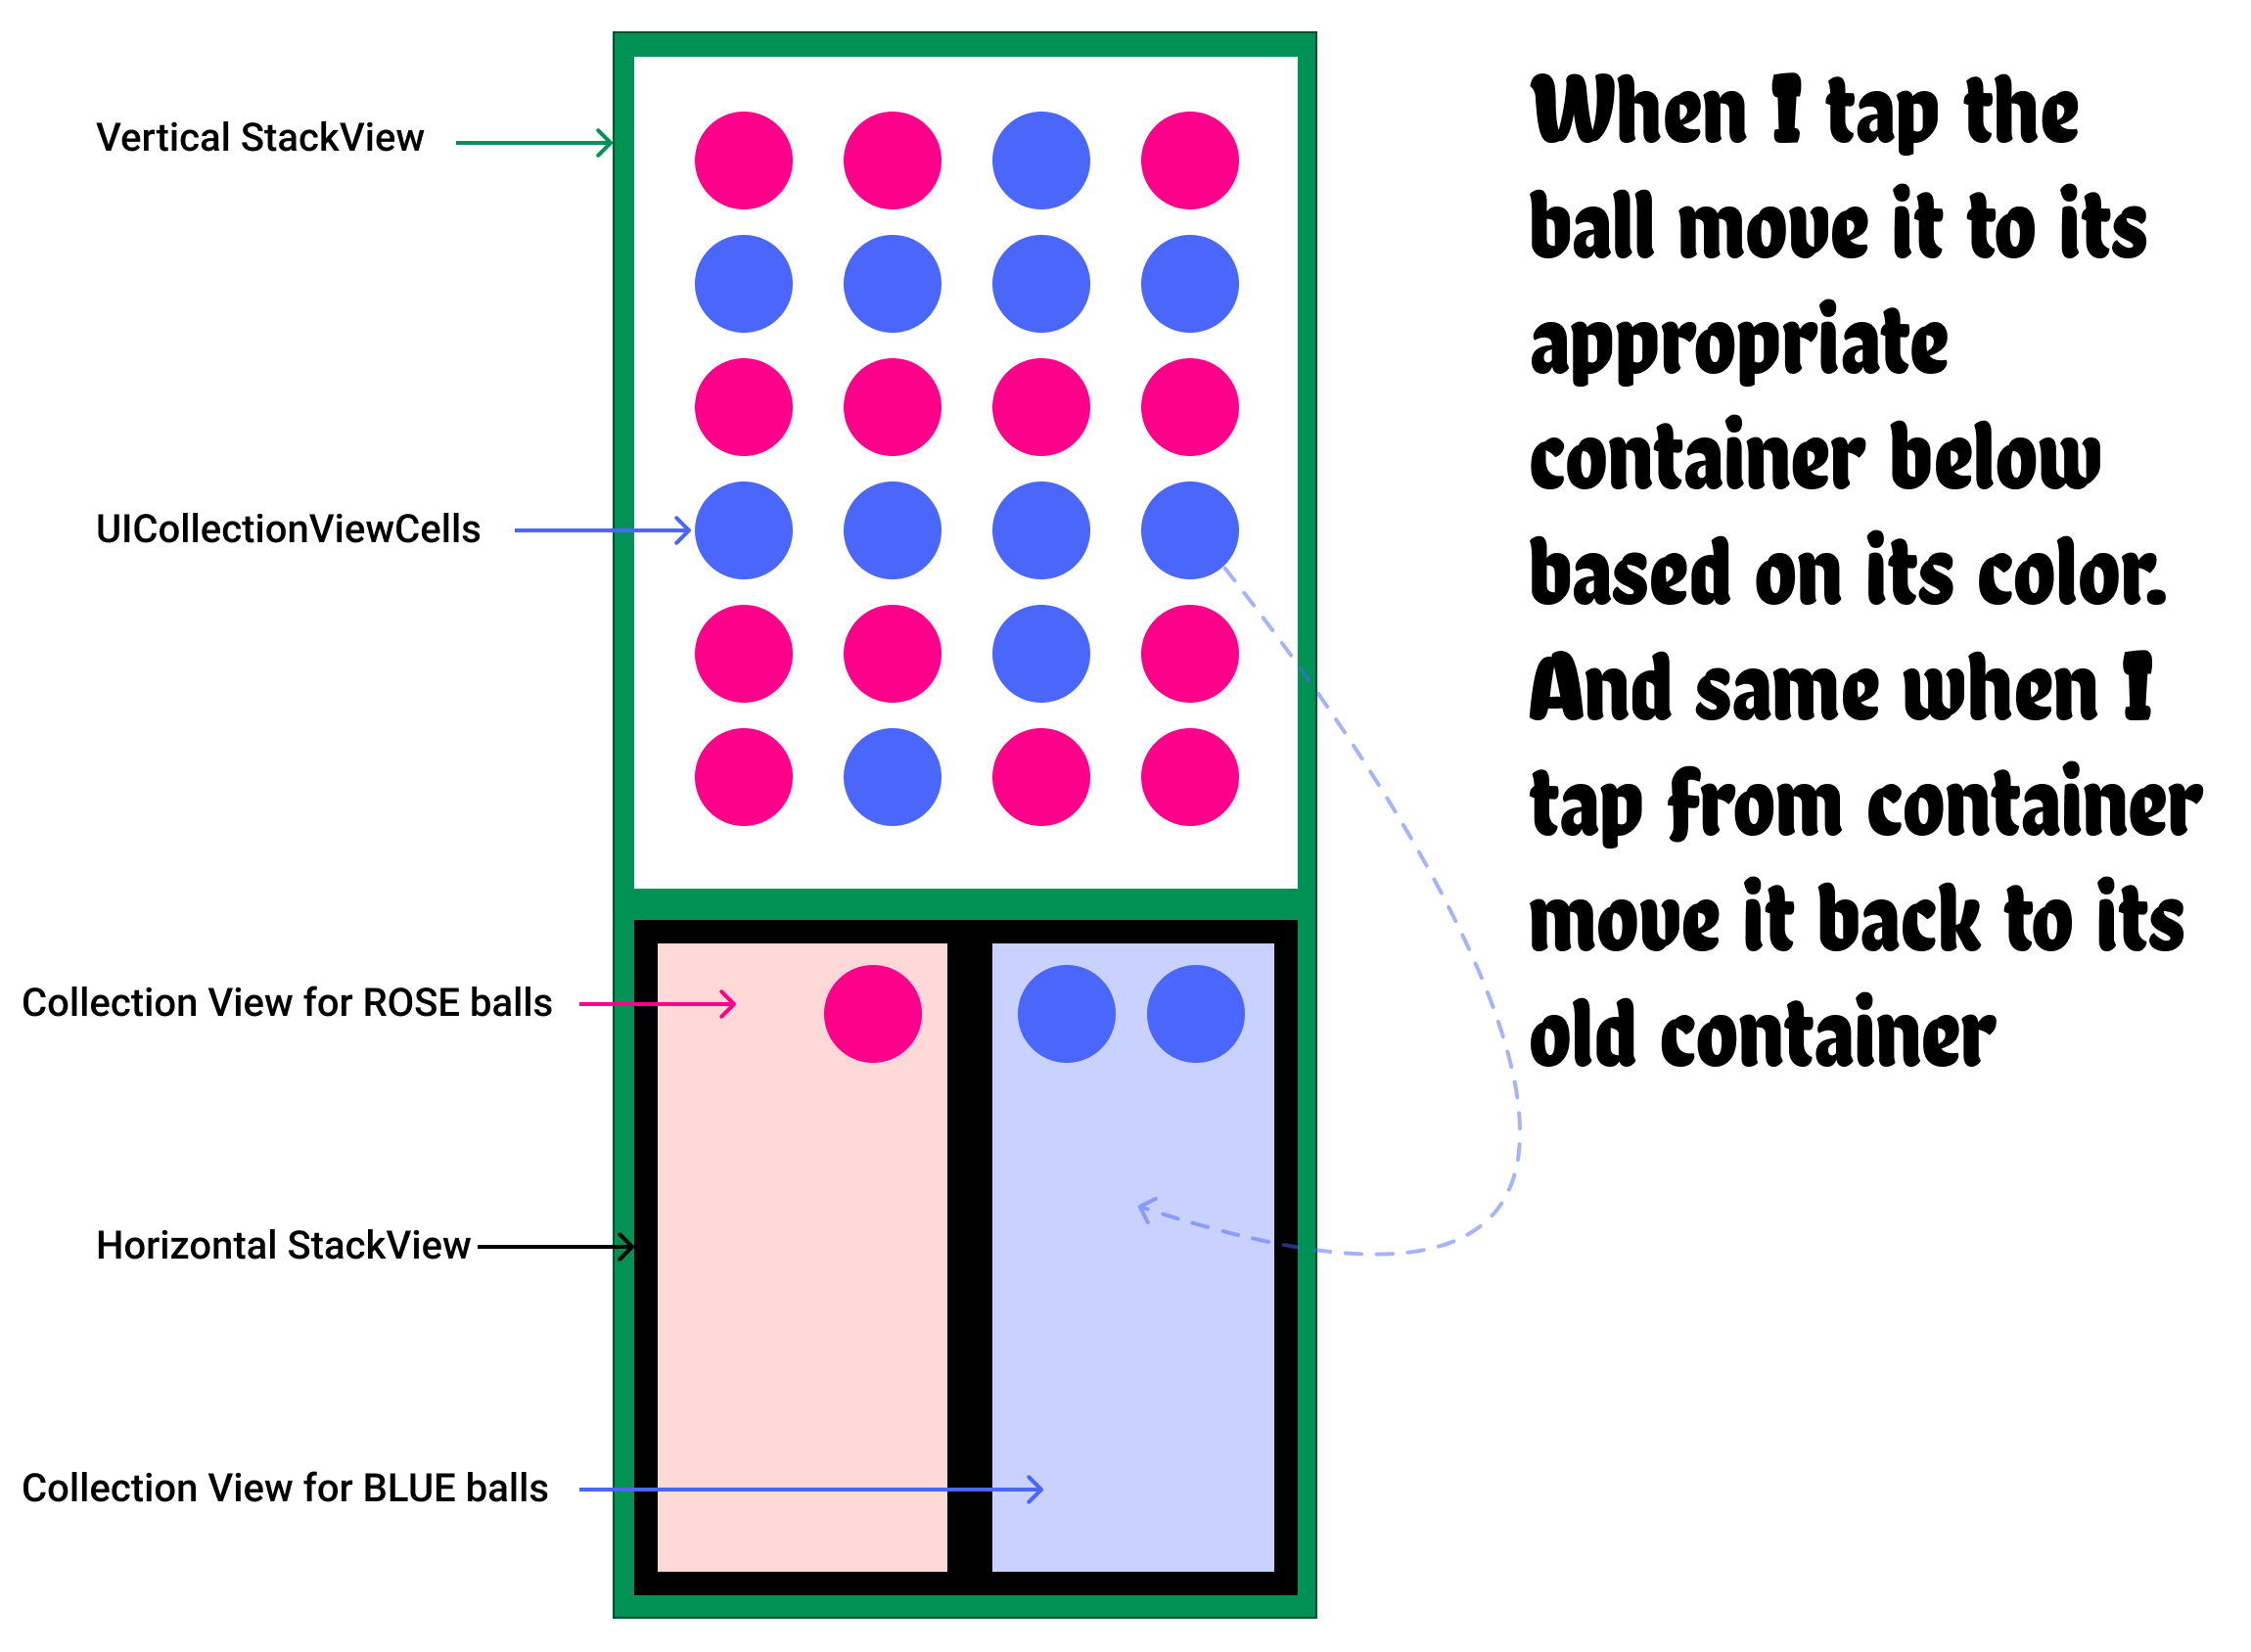 Vertical StackView
UICollectionViewCells
Collection View for ROSE balls
Horizontal StackView
Collection View for BLUE balls
When I tap the
ball move it to its
appropriate
container below
based on its color.
And same when I
tap from container
move it back to its
old container